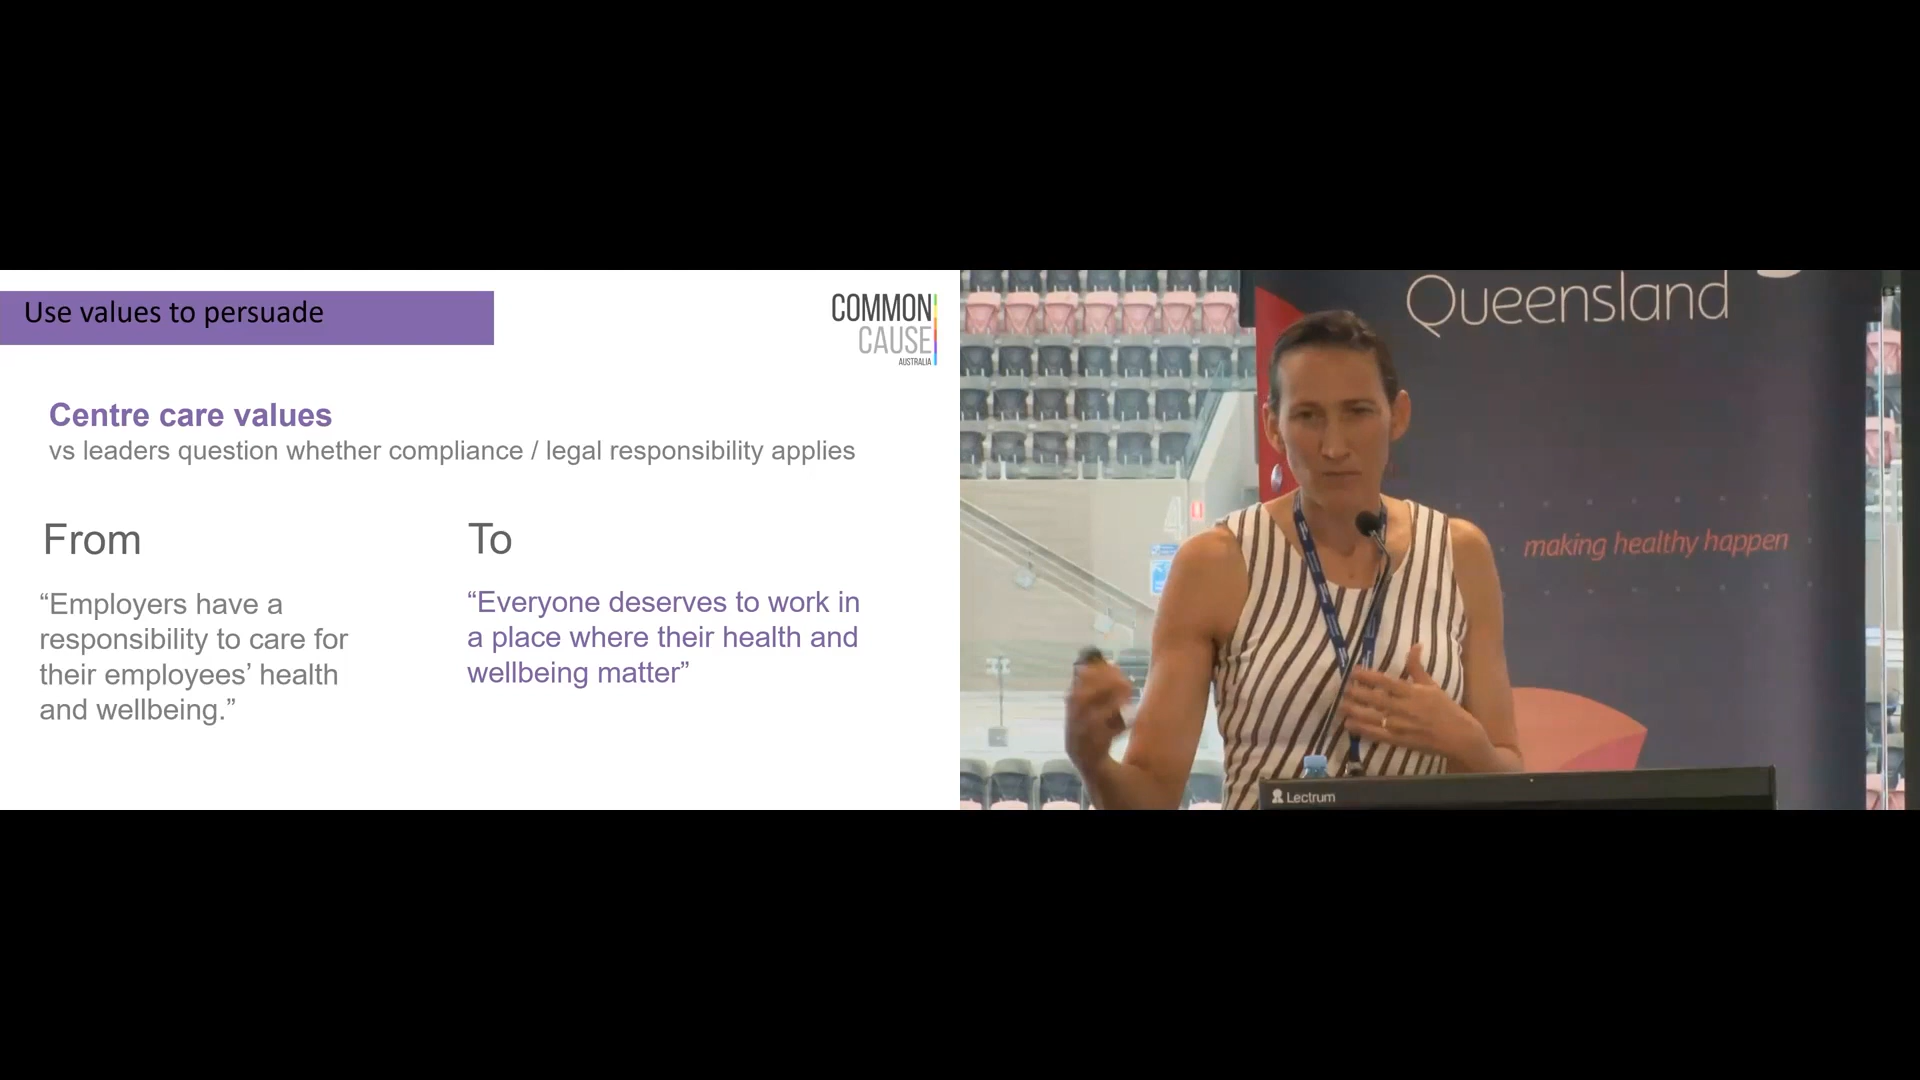 Use values to persuade
COMMON
CAUSE
AUSTRALIA
Centre care values
vs leaders question whether compliance / legal responsibility applies
From
“Employers have a
responsibility to care for
their employees’ health
and wellbeing.”
To
“Everyone deserves to work in
a place where their health and
wellbeing matter”
Queensland
making healthy happen
4
Lectrum